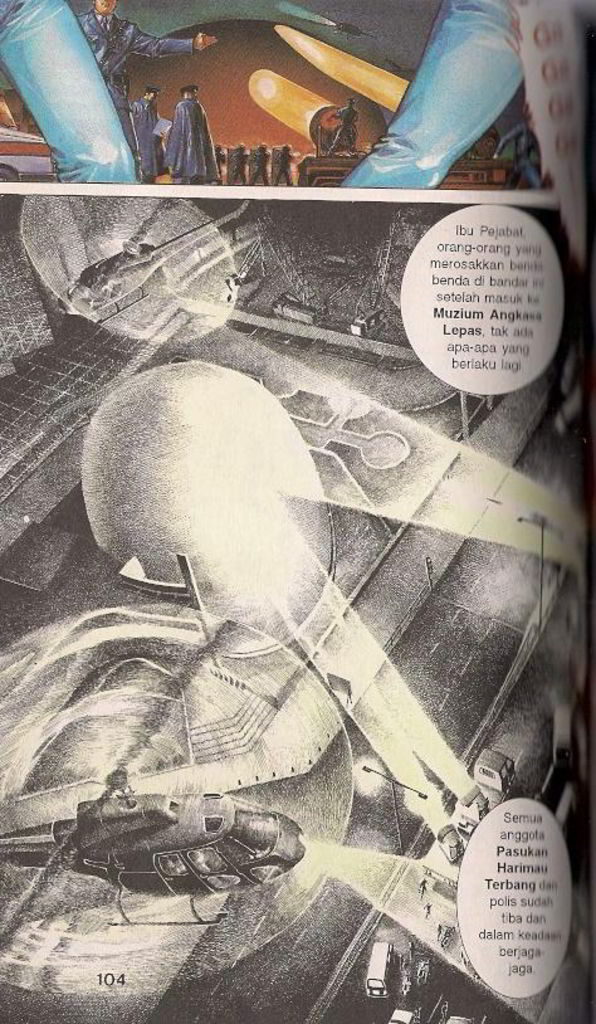 Ibu Pejabat,
orang-orang yang
merosakkan benda
benda di bandar ini
setelah masuk ke
Muzium Angkasa
Lepas, tak ada
apa-apa yang
berlaku lagi
Semua
anggota
Pasukan
Harimau
Terbang dan
polis sudah
tiba dan
dalam keadaan
berjaga-
jaga.
104